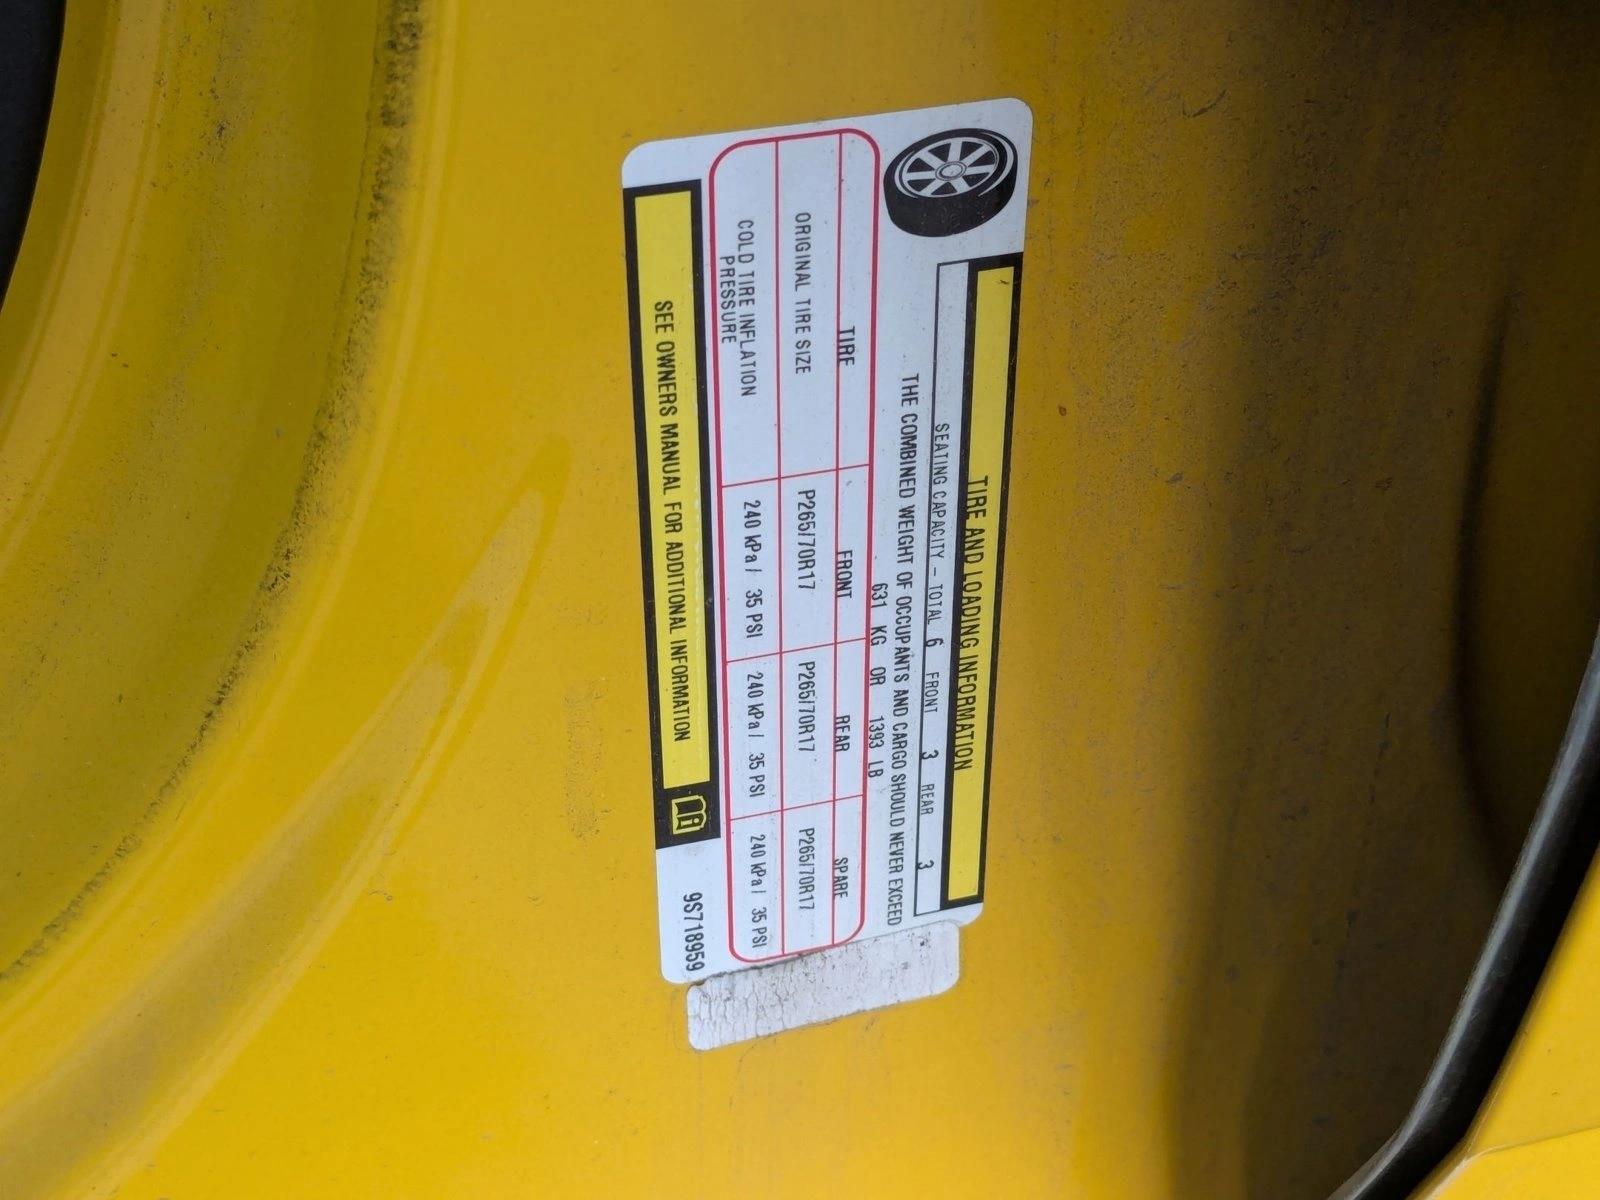 TIRE AND LOADING INFORMATION
SEATING CAPACITY – TOTAL 6 FRONT 3 REAR 3
THE COMBINED WEIGHT OF OCCUPANTS AND CARGO SHOULD NEVER EXCEED
631 KG OR 1393 LB
TIRE FRONT REAR SPARE
ORIGINAL TIRE SIZE P265/70R17 P265/70R17 P265/70R17
COLD TIRE INFLATION
PRESSURE 240 kPa / 35 PSI 240 kPa / 35 PSI 240 kPa / 35 PSI
SEE OWNERS MANUAL FOR ADDITIONAL INFORMATION
9S718959